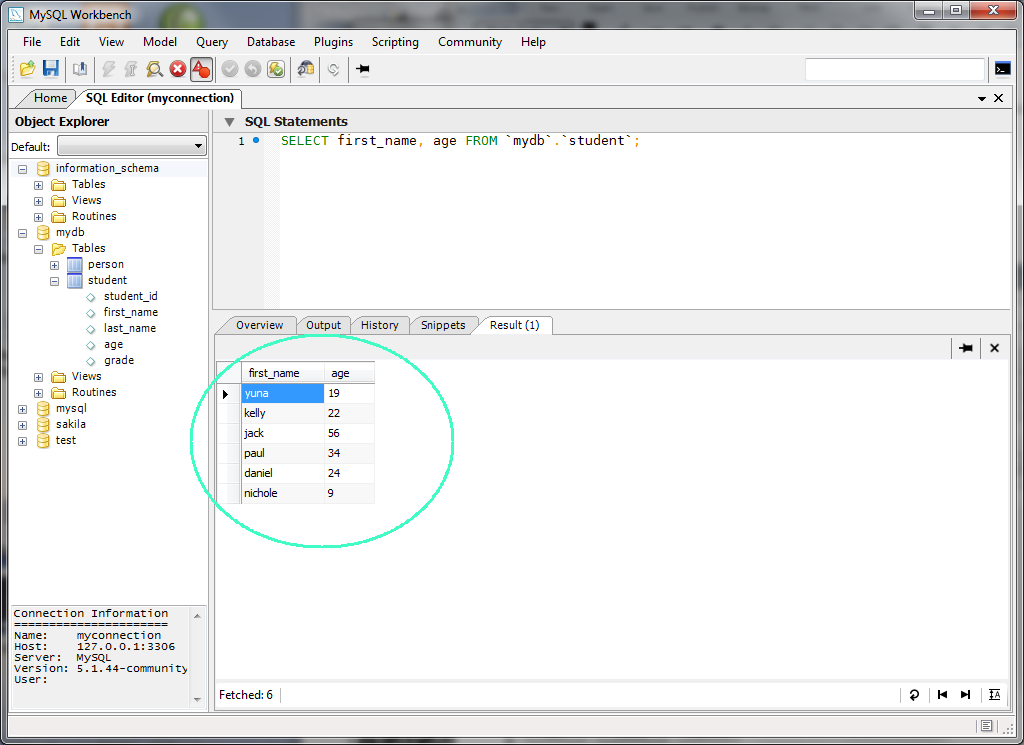 MySQL Workbench
File Edit View Model Query Database Plugins Scripting Community Help
Home SQL Editor (myconnection)
Object Explorer
Default:
information_schema
Tables
Views
Routines
mydb
Tables
person
student
student_id
first_name
last_name
age
grade
Views
Routines
mysql
sakila
test
Connection Information
======================
Name: myconnection
Host: 127.0.0.1:3306
Server: MySQL
Version: 5.1.44-community
User:
SQL Statements
1 SELECT first_name, age FROM `mydb`.`student`;
Overview Output History Snippets Result (1)
first_name age
yuna 19
kelly 22
jack 56
paul 34
daniel 24
nichole 9
Fetched: 6